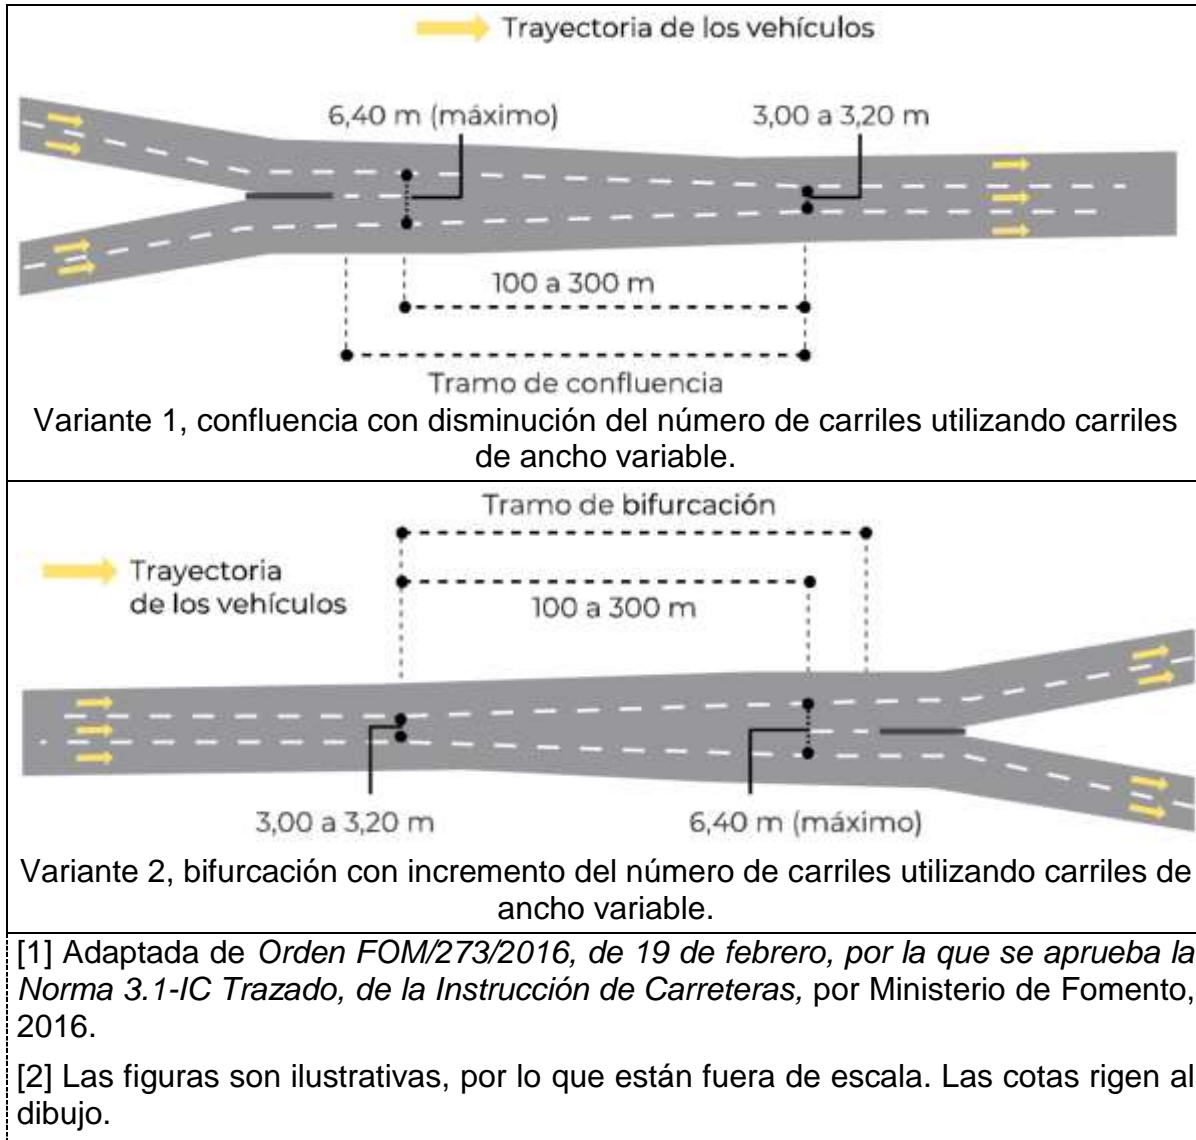 Trayectoria de los vehículos
6,40 m (máximo)
3,00 a 3,20 m
100 a 300 m
Tramo de confluencia
Variante 1, confluencia con disminución del número de carriles utilizando carriles
de ancho variable.
Tramo de bifurcación
Trayectoria
de los vehículos
100 a 300 m
3,00 a 3,20 m
6,40 m (máximo)
Variante 2, bifurcación con incremento del número de carriles utilizando carriles de
ancho variable.
[1] Adaptada de Orden FOM/273/2016, de 19 de febrero, por la que se aprueba la
Norma 3.1-IC Trazado, de la Instrucción de Carreteras, por Ministerio de Fomento,
2016.
[2] Las figuras son ilustrativas, por lo que están fuera de escala. Las cotas rigen al
dibujo.